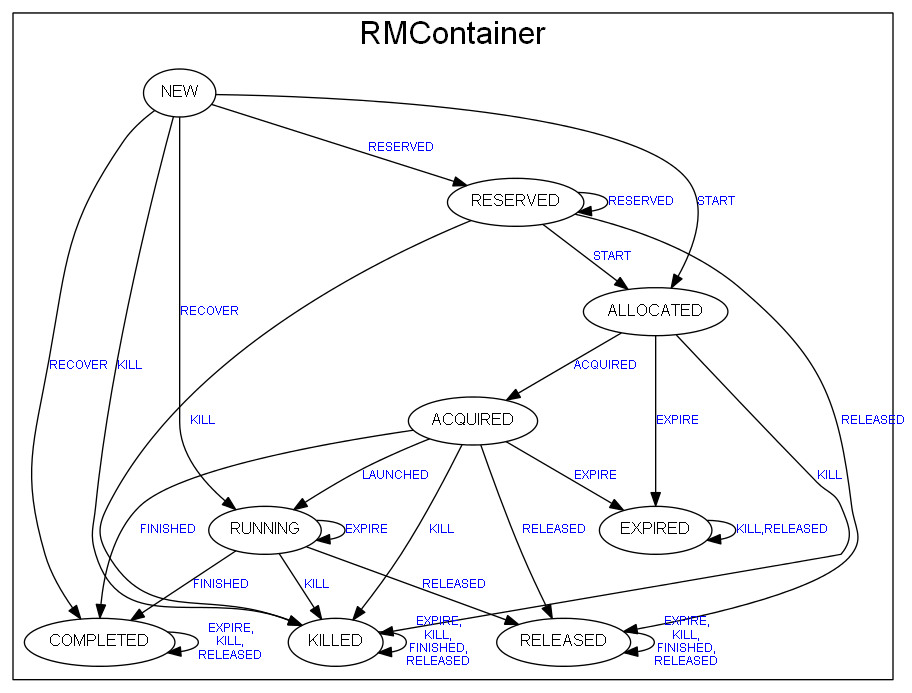 RMContainer
NEW
RESERVED
RESERVED
RESERVED
START
START
ALLOCATED
RECOVER
RECOVER
KILL
ACQUIRED
KILL
ACQUIRED
EXPIRE
RELEASED
LAUNCHED
EXPIRE
KILL
FINISHED
RUNNING
EXPIRE
KILL
RELEASED
EXPIRED
KILL,RELEASED
FINISHED
KILL
RELEASED
COMPLETED
EXPIRE,
KILL,
RELEASED
KILLED
EXPIRE,
KILL,
FINISHED,
RELEASED
RELEASED
EXPIRE,
KILL,
FINISHED,
RELEASED